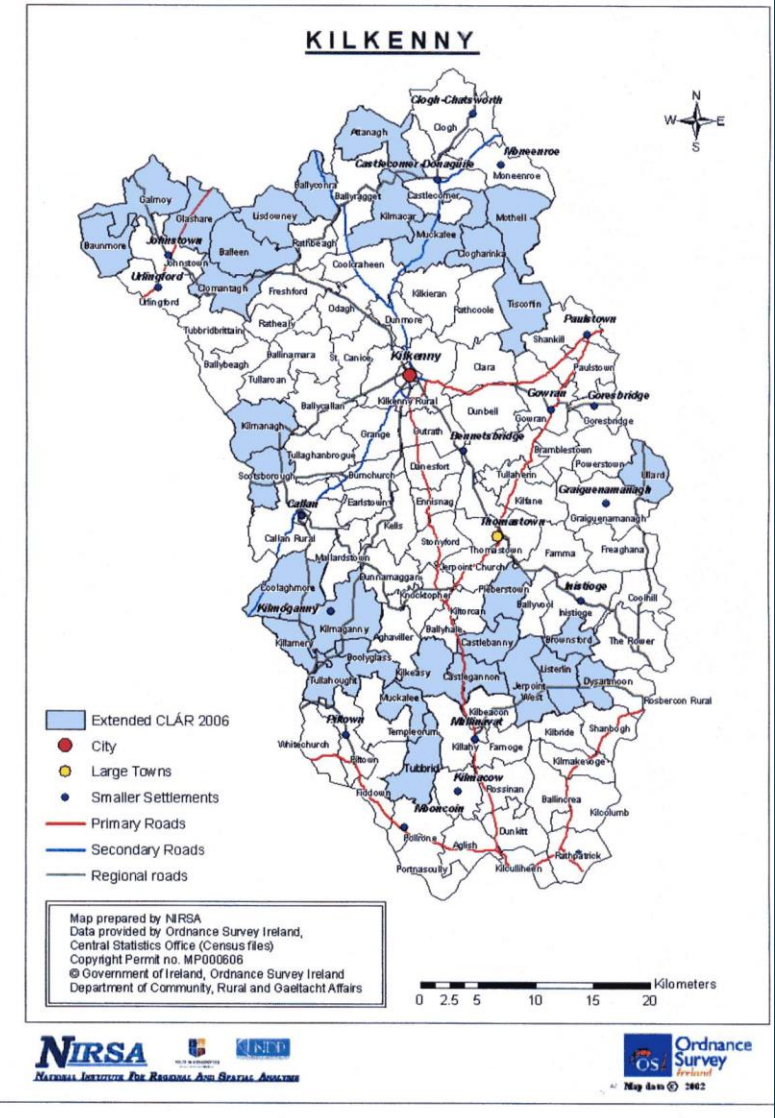 KILKENNY
N
W E
S
Clogh-Chatsworth
Clogh
Attanagh
Castlecomer-Donaguile
Moneenroe
Moneenroe
Ballyconra
Ballyragget
Castlecomer
Galmoy
Glashare
Lisdowney
Kilmacar
Mothell
Baunmore
Johnstown
Johnstown
Balleen
Rathbeagh
Muckalee
Clogharinka
Urlingford
Urlingford
Clomantagh
Coolcraheen
Freshford
Kilkieran
Tiscoffin
Odagh
Rathcoole
Tubbridbrittain
Rathealy
Dunmore
Paulstown
Shankill
Ballybeagh
Ballinamara
St. Canice
Kilkenny
Clara
Paulstown
Tullaroan
Kilkenny Rural
Gowran
Goresbridge
Ballycallan
Dunbell
Gowran
Goresbridge
Kilmanagh
Grange
Outrath
Bennetsbridge
Tullaghanbrogue
Danesfort
Bramblestown
Powerstown
Scotsborough
Burnchurch
Tullaherin
Ullard
Callan
Earlstown
Ennisnag
Kilfane
Graiguenamanagh
Graiguenamanagh
Kells
Thomastown
Callan Rural
Stonyford
Thomastown
Famma
Freaghana
Mallardstown
Jerpoint Church
Dunnamaggan
Coolaghmore
Knocktopher
Pleberstown
Inistioge
Coolhill
Kilmoganny
Kiltorcan
Ballyvool
Inistioge
Kilmaganny
Aghaviller
Ballyhale
Castlebanny
Brownsford
The Rower
Killamery
Boolyglass
Listerlin
Tullahought
Kilkeasy
Castlegannon
Jerpoint
West
Dysartmoon
Muckalee
Rosbercon Rural
Piltown
Kilbeacon
Mullinavat
Templeorum
Kilbride
Shanbogh
Whitechurch
Killahy
Farnoge
Piltown
Tubbrid
Kilmakevoge
Kilmacow
Fiddown
Rossinan
Ballincrea
Mooncoin
Kilcolumb
Dunkitt
Pollrone
Aglish
Rathpatrick
Portnascully
Kilculliheen
Extended CLÁR 2006
City
Large Towns
Smaller Settlements
Primary Roads
Secondary Roads
Regional roads
Map prepared by NIRSA
Data provided by Ordnance Survey Ireland,
Central Statistics Office (Census files)
Copyright Permit no. MP000606
© Government of Ireland, Ordnance Survey Ireland
Department of Community, Rural and Gaeltacht Affairs
Kilometers
0 2.5 5 10 15 20
NIRSA
NATIONAL INSTITUTE FOR REGIONAL AND SPATIAL ANALYSIS
NDP
OSi
Ordnance
Survey
Ireland
Map data © 2002